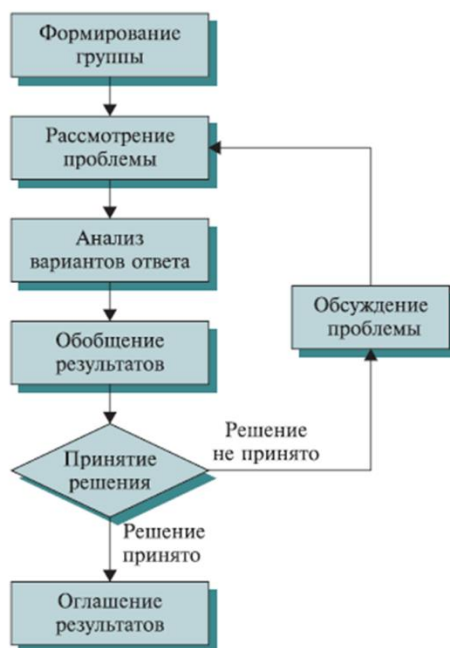 Формирование
группы
Рассмотрение
проблемы
Анализ
вариантов ответа
Обобщение
результатов
Обсуждение
проблемы
Принятие
решения
Решение
не принято
Решение
принято
Оглашение
результатов